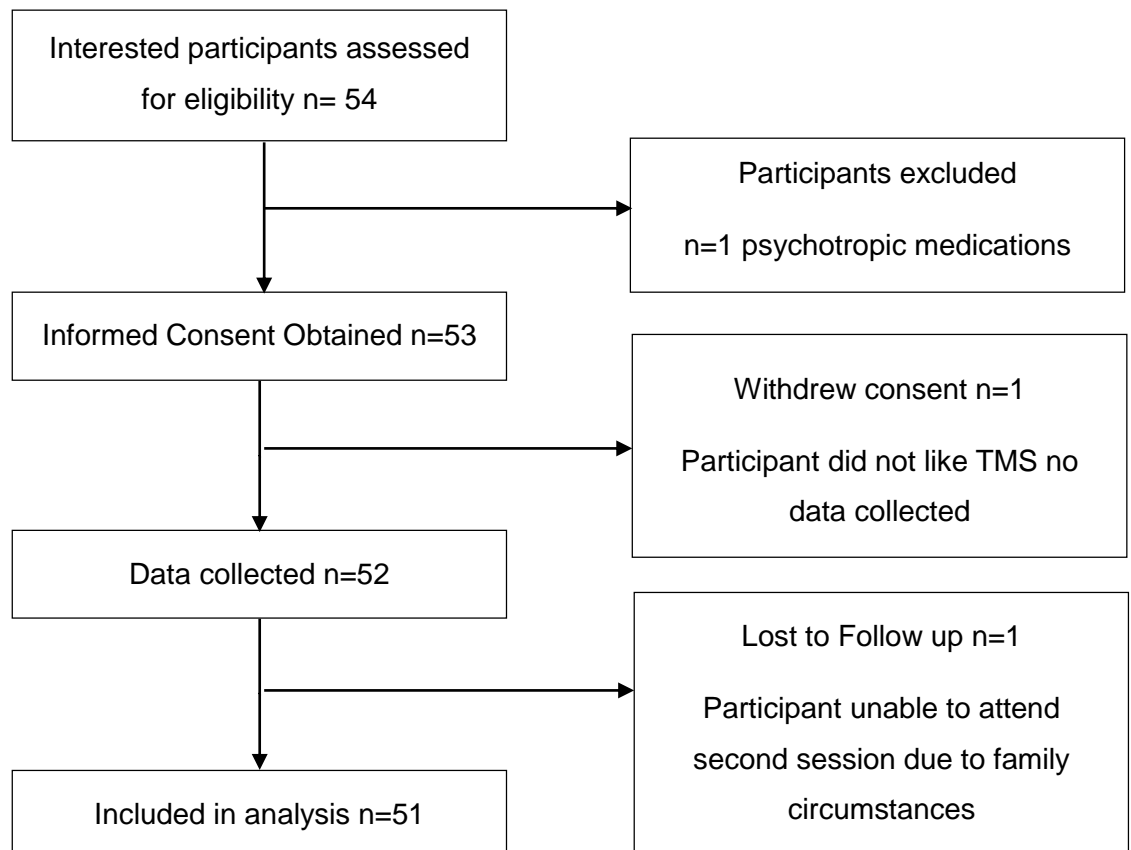 Interested participants assessed
for eligibility n= 54
Participants excluded
n=1 psychotropic medications
Informed Consent Obtained n=53
Withdrew consent n=1
Participant did not like TMS no
data collected
Data collected n=52
Lost to Follow up n=1
Participant unable to attend
second session due to family
circumstances
Included in analysis n=51